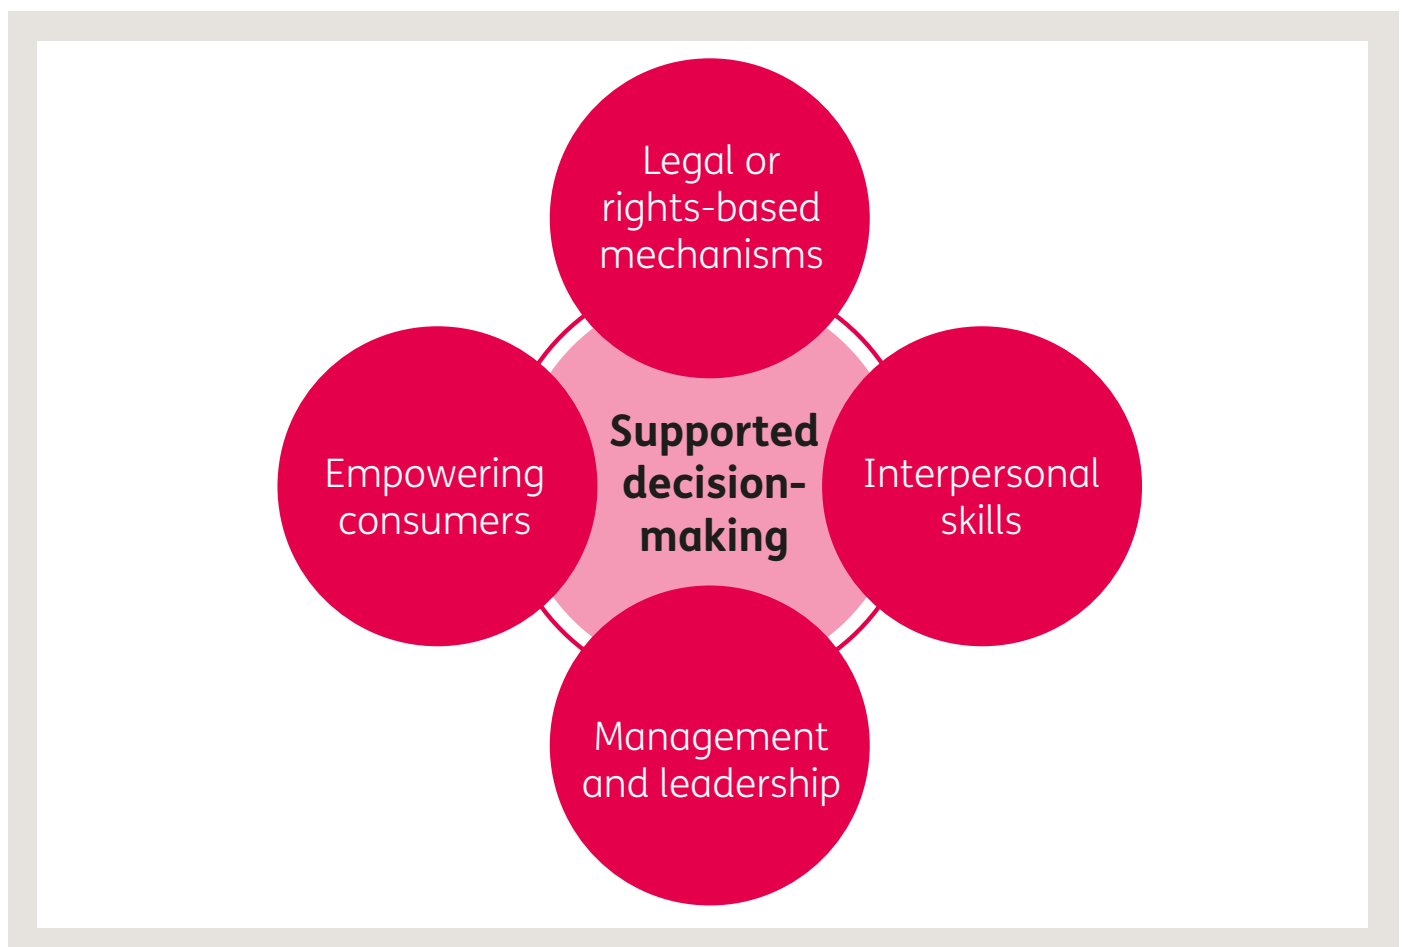 Legal or
rights-based
mechanisms
Empowering
consumers
Supported
decision-
making
Interpersonal
skills
Management
and leadership